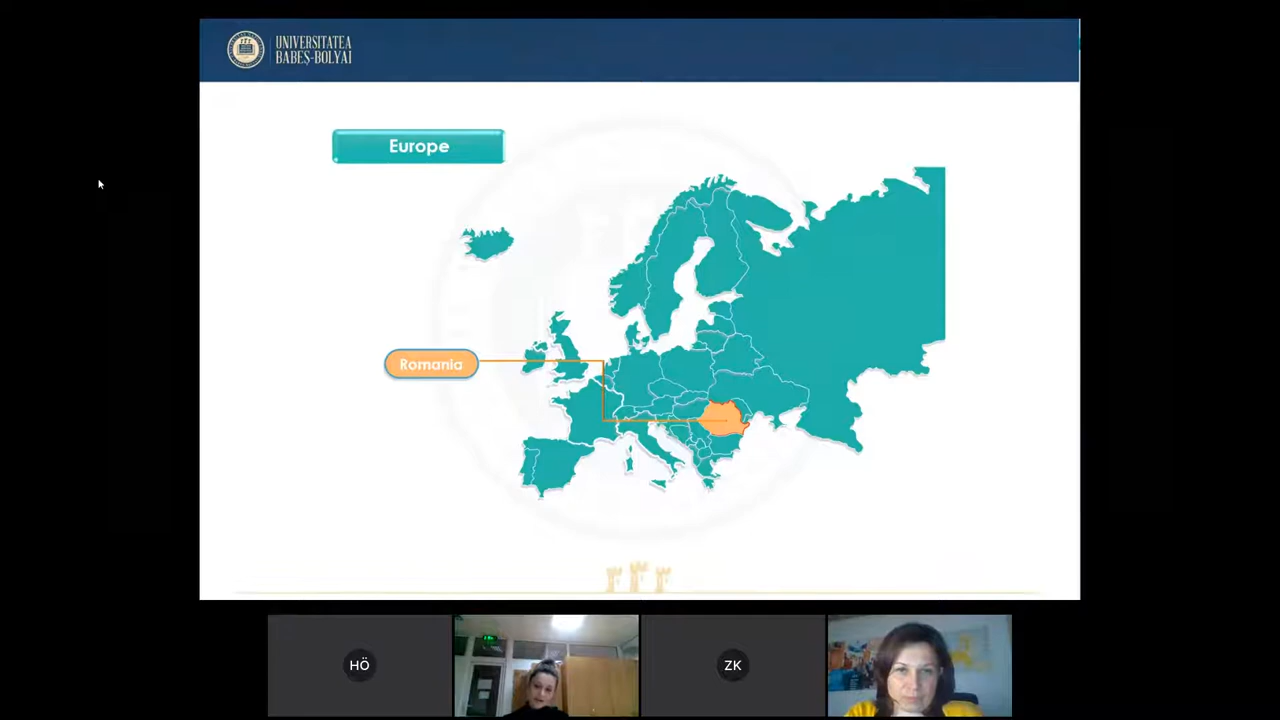 UNIVERSITATEA
BABEȘ-BOLYAI
Europe
Romania
HÖ
ZK